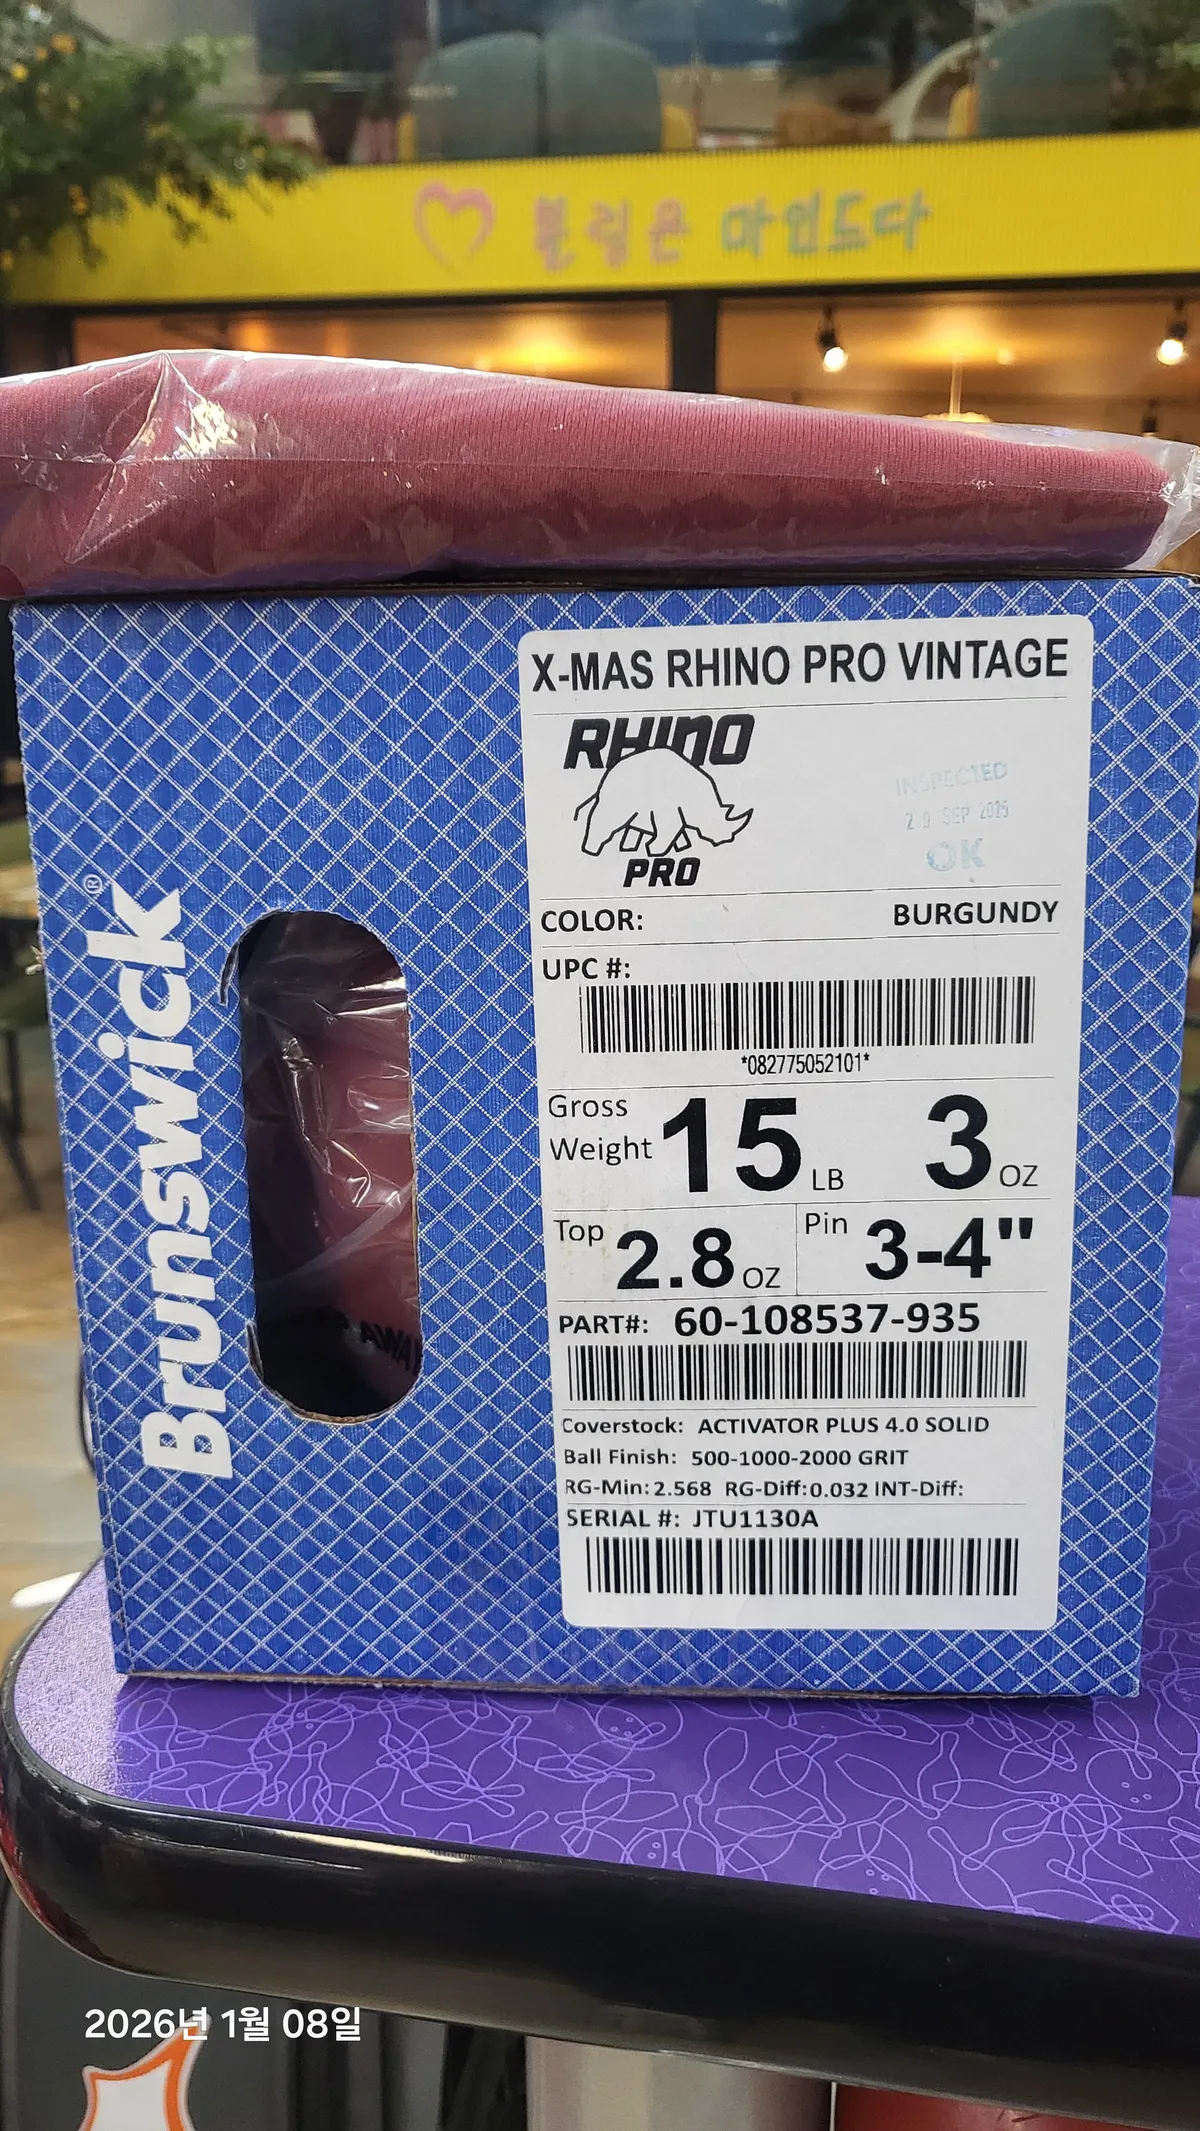 볼링은 마인드다
X-MAS RHINO PRO VINTAGE
RHINO
PRO
INSPECTED
29 SEP 2025
OK
COLOR: BURGUNDY
UPC #:
*082775052101*
Gross Weight 15 LB 3 OZ
Top 2.8 OZ Pin 3-4"
PART#: 60-108537-935
Coverstock: ACTIVATOR PLUS 4.0 SOLID
Ball Finish: 500-1000-2000 GRIT
RG-Min: 2.568 RG-Diff: 0.032 INT-Diff:
SERIAL #: JTU1130A
Brunswick®
AWAY
2026년 1월 08일